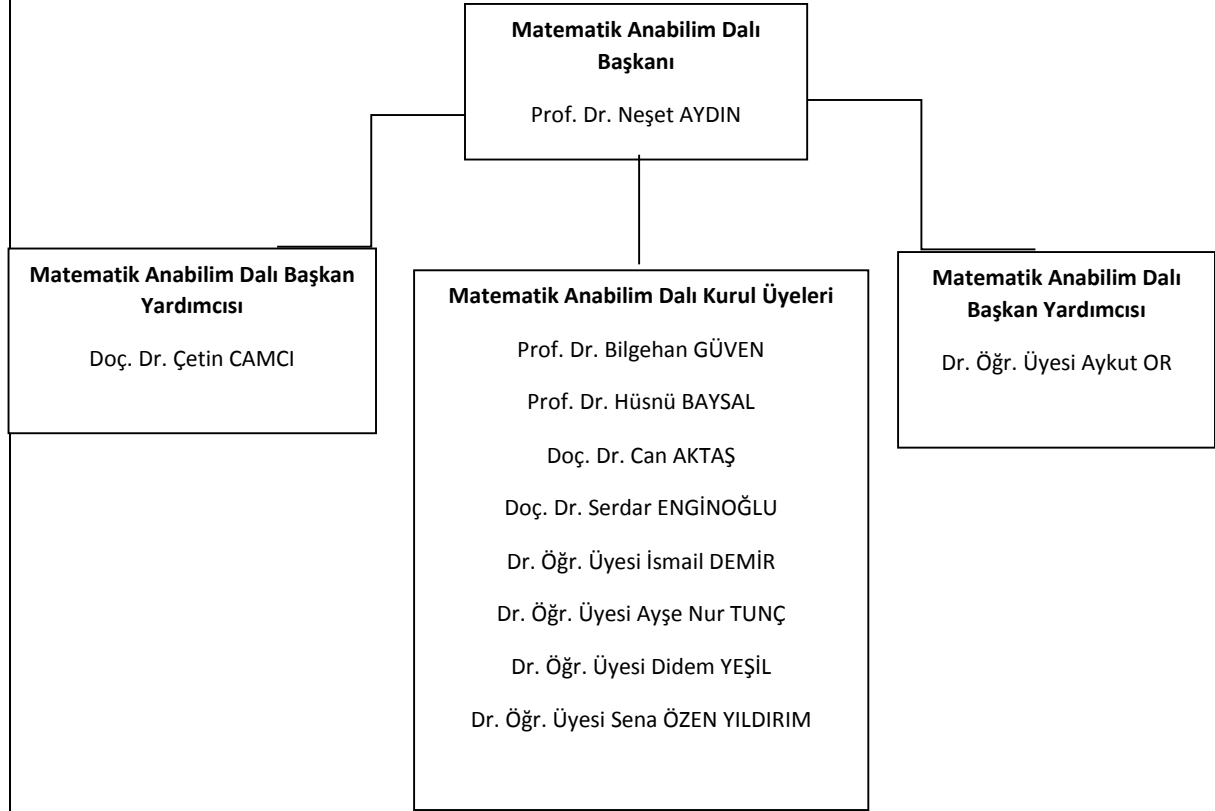 Matematik Anabilim Dalı
Başkanı
Prof. Dr. Neşet AYDIN
Matematik Anabilim Dalı Başkan
Yardımcısı
Doç. Dr. Çetin CAMCI
Matematik Anabilim Dalı Kurul Üyeleri
Prof. Dr. Bilgehan GÜVEN
Prof. Dr. Hüsnü BAYSAL
Doç. Dr. Can AKTAŞ
Doç. Dr. Serdar ENGİNOĞLU
Dr. Öğr. Üyesi İsmail DEMİR
Dr. Öğr. Üyesi Ayşe Nur TUNÇ
Dr. Öğr. Üyesi Didem YEŞİL
Dr. Öğr. Üyesi Sena ÖZEN YILDIRIM
Matematik Anabilim Dalı
Başkan Yardımcısı
Dr. Öğr. Üyesi Aykut OR